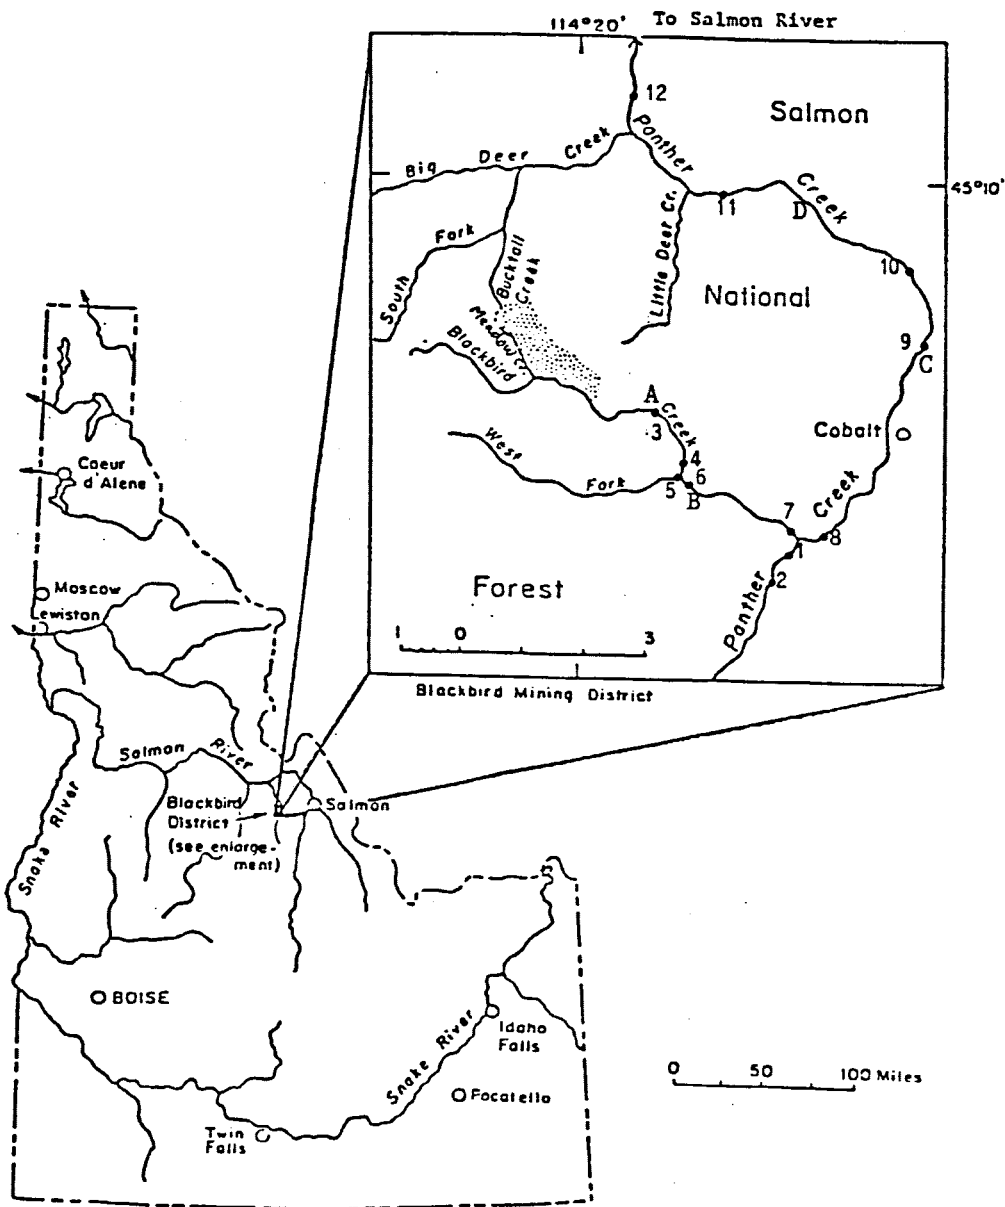 114°20' To Salmon River
12
Salmon
Big Deer Creek
Panther Creek
45°10'
11
D
South Fork
Bucktail Creek
Little Deer Cr.
10
National
Meadow Cr.
Blackbird Creek
9
C
A
3
Cobalt
West Fork
4
5
6
B
7
8
1
2
Creek
Panther
Forest
1 0 3
Blackbird Mining District
Coeur
d'Alene
Moscow
Lewiston
Salmon River
Snake River
Blackbird
District
(see enlarge-
ment)
Salmon
BOISE
Snake River
Idaho
Falls
Pocatello
Twin
Falls
0 50 100 Miles